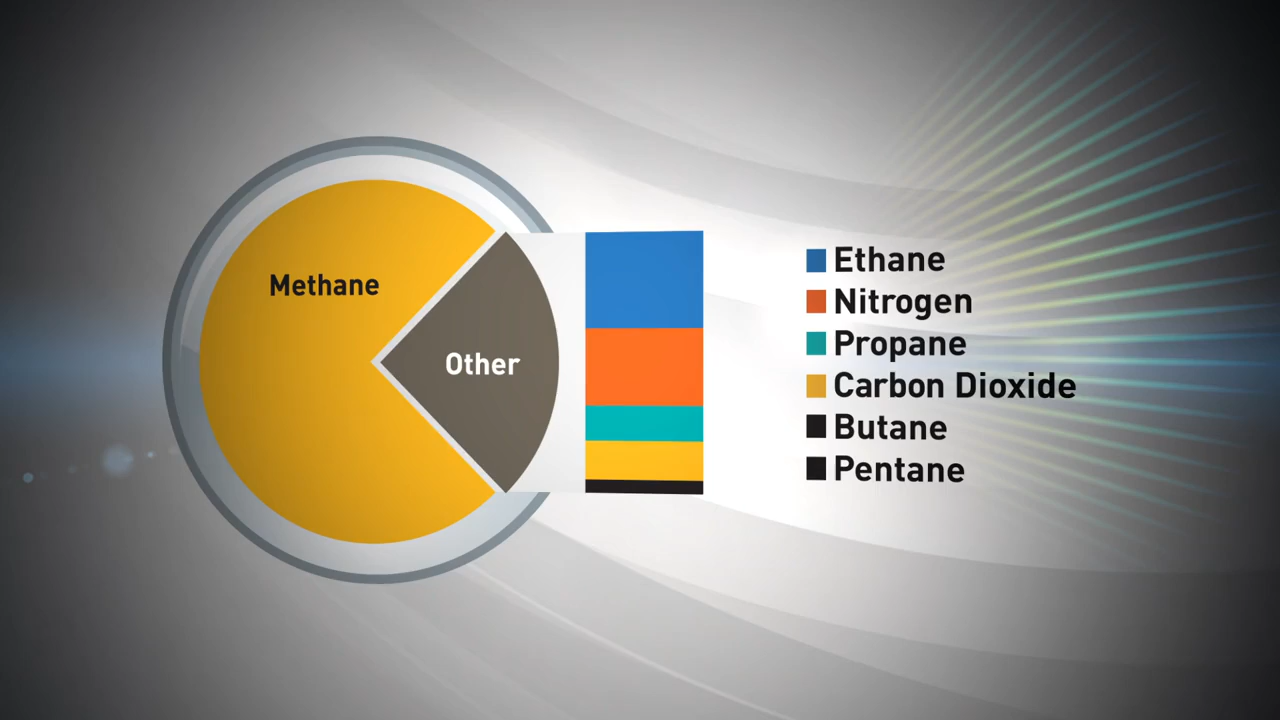 Methane
Other
Ethane
Nitrogen
Propane
Carbon Dioxide
Butane
Pentane